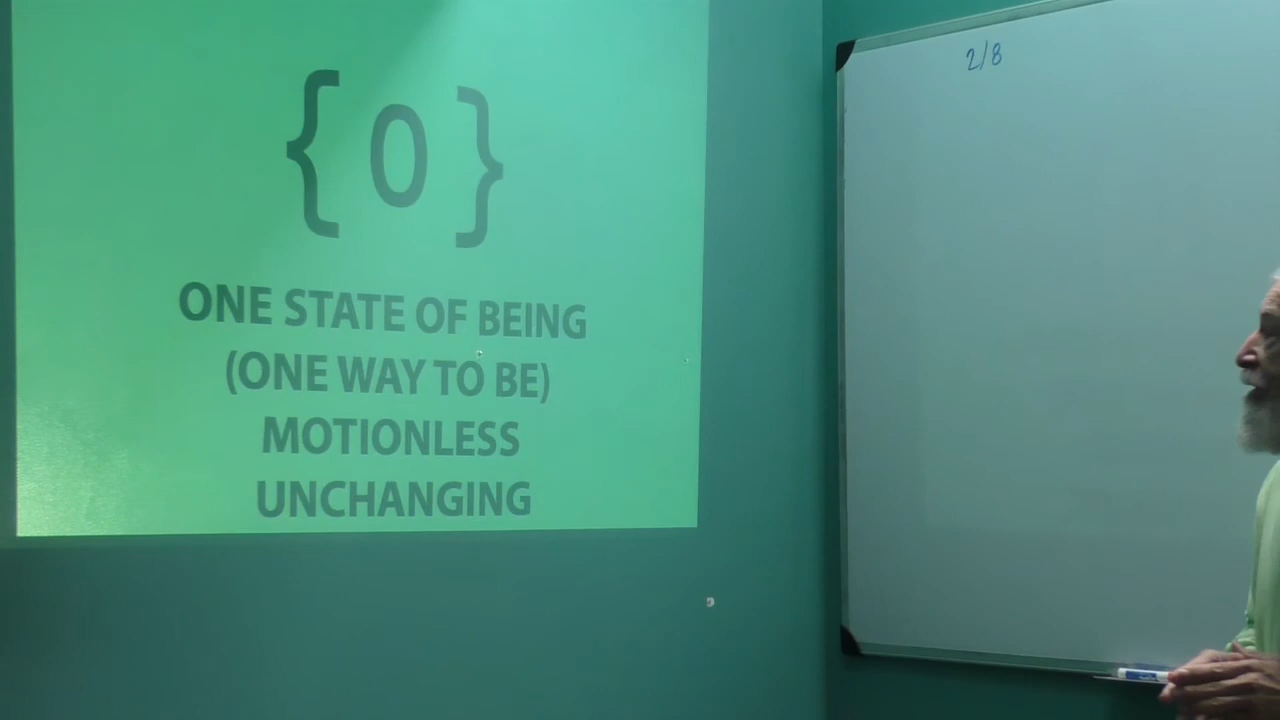 { 0 }
ONE STATE OF BEING
(ONE WAY TO BE)
MOTIONLESS
UNCHANGING
2/8